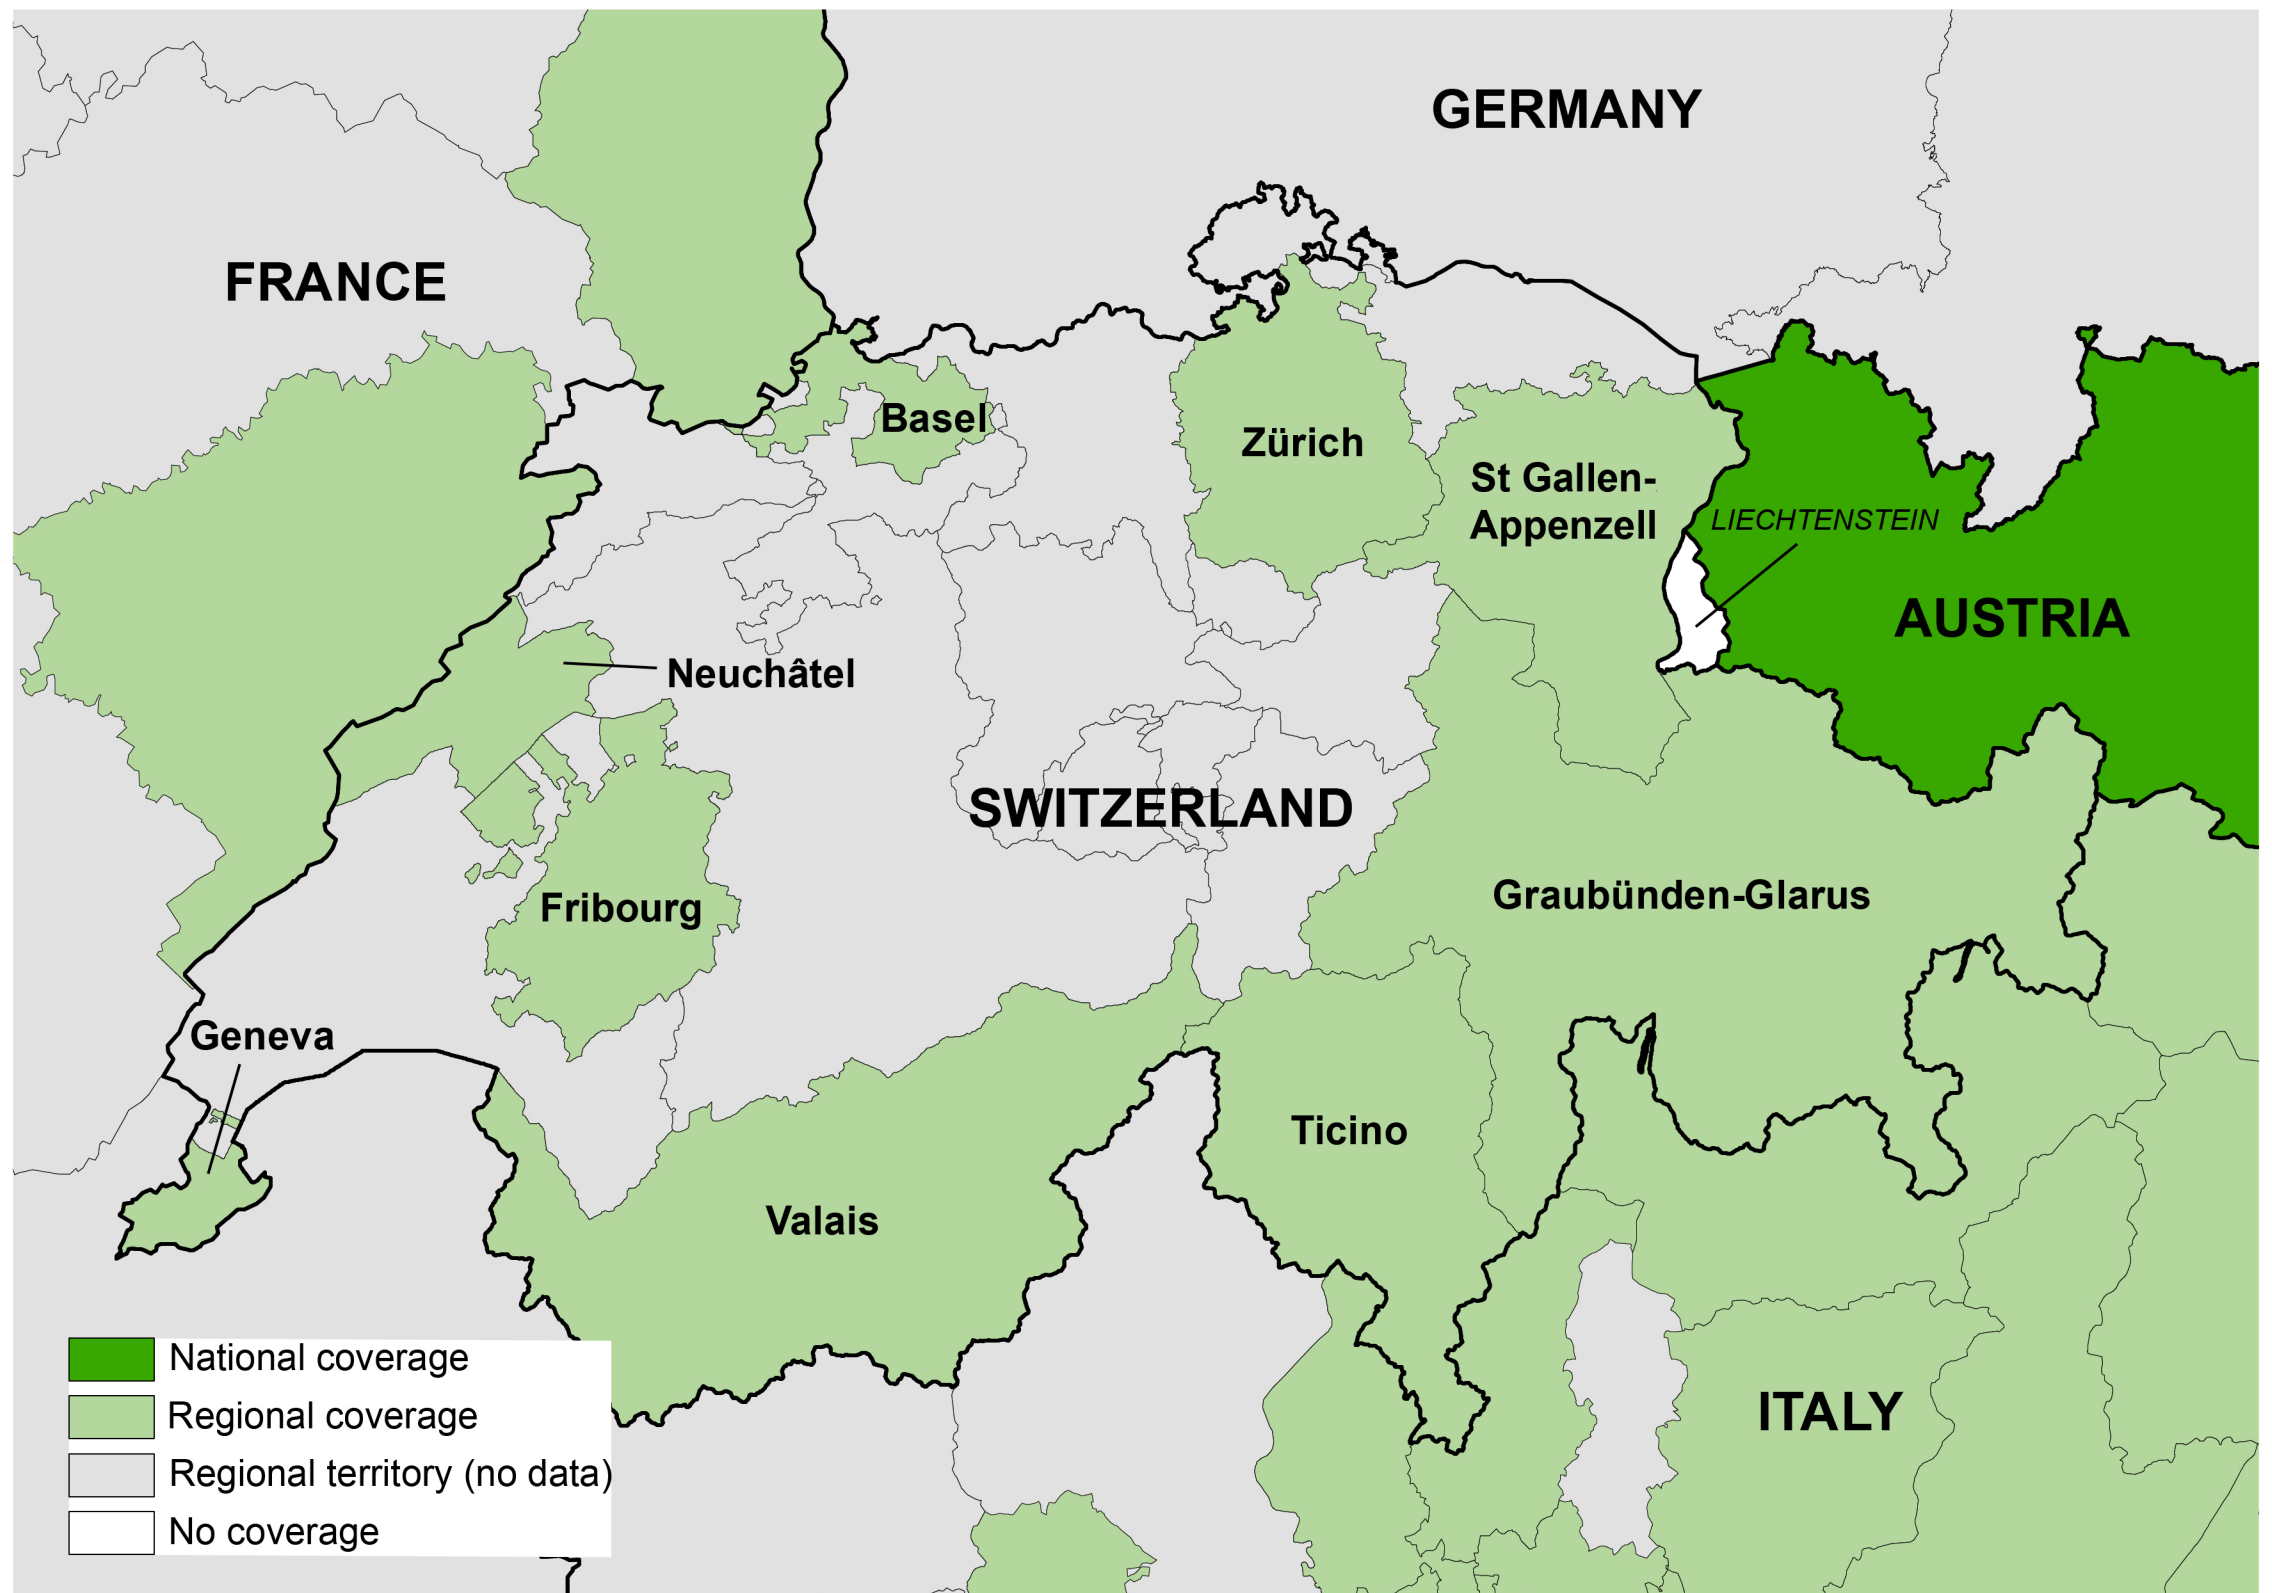 GERMANY
FRANCE
Basel
Zürich
St Gallen-
Appenzell
LIECHTENSTEIN
AUSTRIA
Neuchâtel
SWITZERLAND
Graubünden-Glarus
Fribourg
Geneva
Ticino
Valais
ITALY
National coverage
Regional coverage
Regional territory (no data)
No coverage